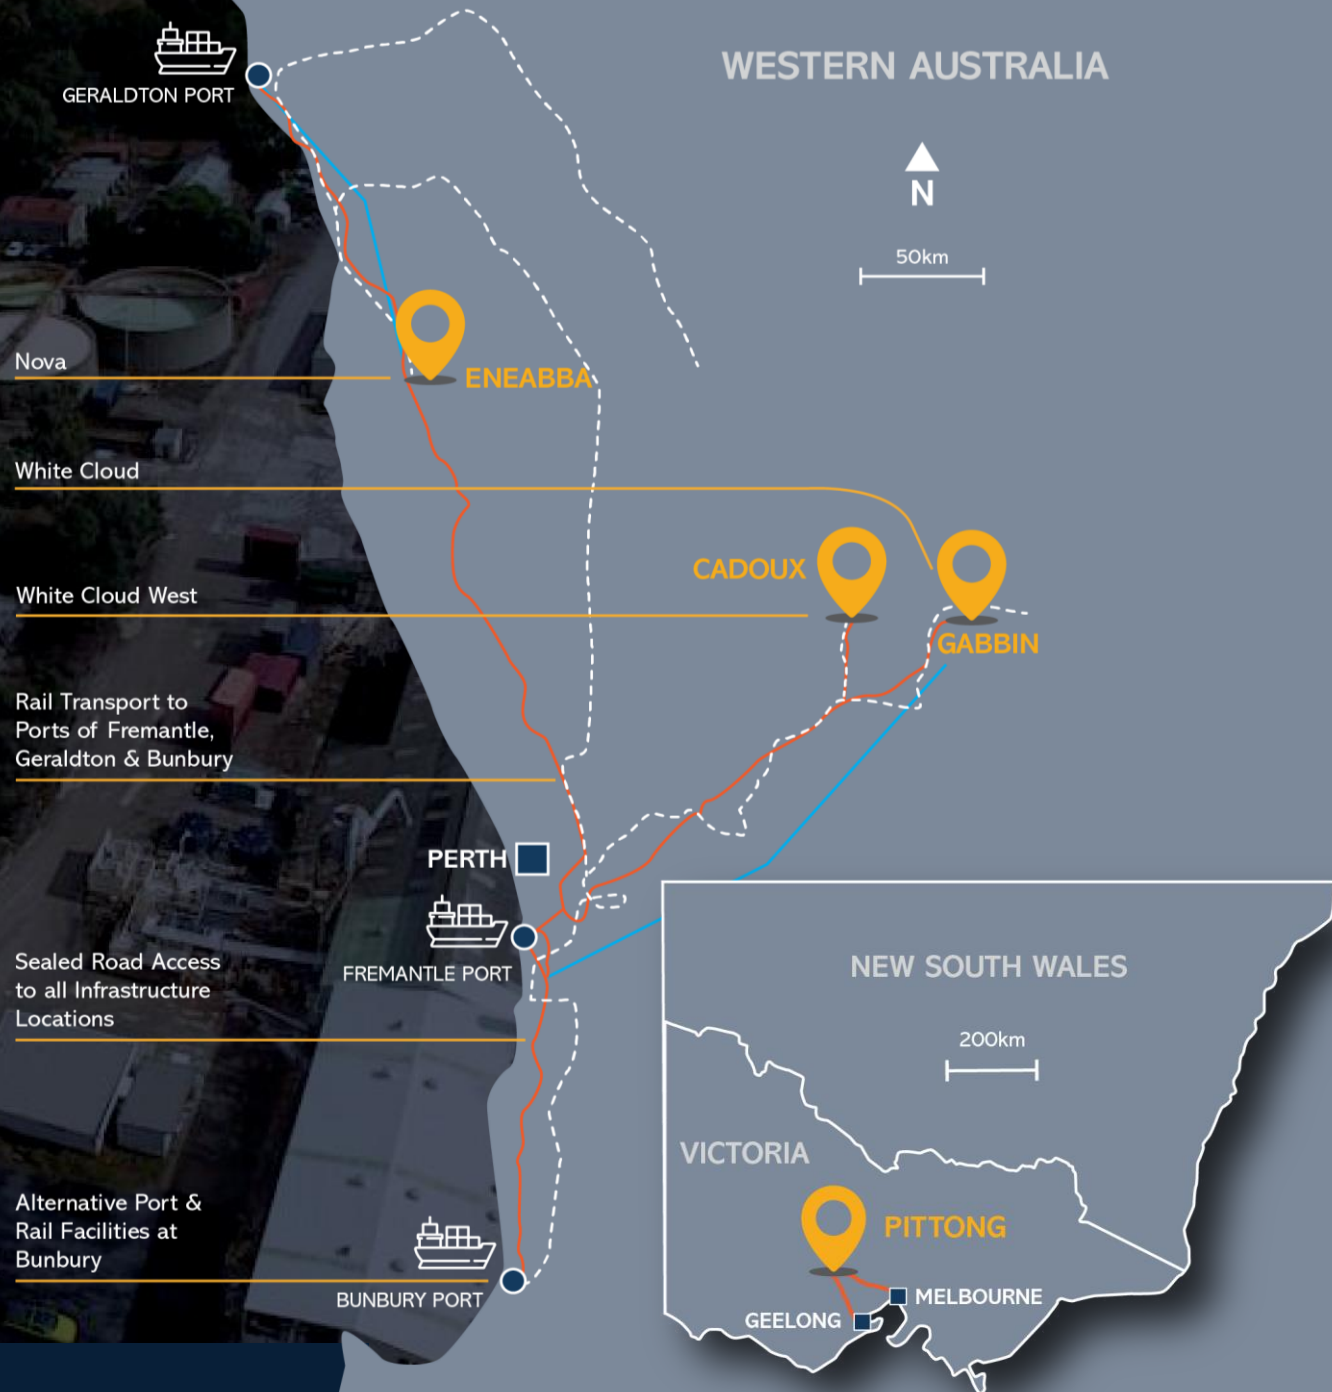 GERALDTON PORT
WESTERN AUSTRALIA
N
50km
Nova
ENEABBA
White Cloud
CADOUX
White Cloud West
GABBIN
Rail Transport to
Ports of Fremantle,
Geraldton & Bunbury
PERTH
Sealed Road Access
to all Infrastructure
Locations
FREMANTLE PORT
NEW SOUTH WALES
200km
VICTORIA
Alternative Port &
Rail Facilities at
Bunbury
PITTONG
BUNBURY PORT
MELBOURNE
GEELONG